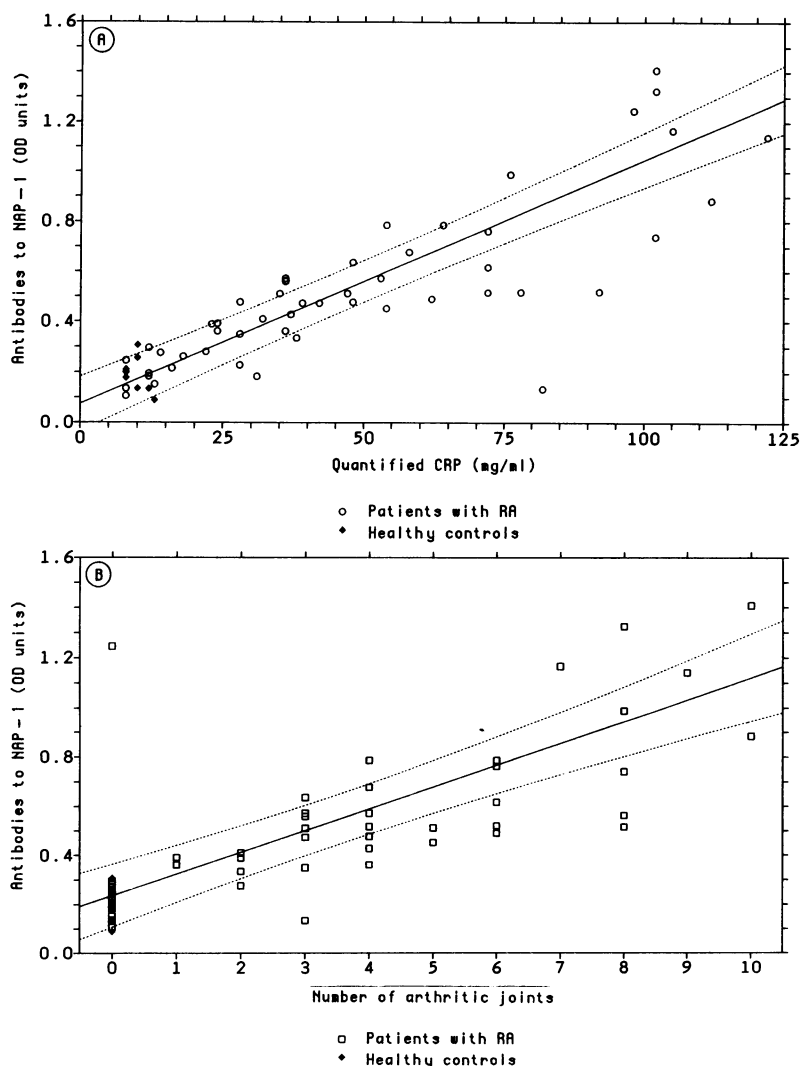 A
1.6
1.2
0.8
0.4
0.0
Antibodies to NAP-1 (OD units)
0 25 50 75 100 125
Quantified CRP (mg/ml)
Patients with RA
Healthy controls
B
1.6
1.2
0.8
0.4
0.0
Antibodies to NAP-1 (OD units)
0 1 2 3 4 5 6 7 8 9 10
Number of arthritic joints
Patients with RA
Healthy controls